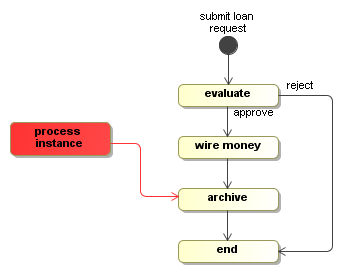 submit loan
request
evaluate
reject
approve
process
instance
wire money
archive
end